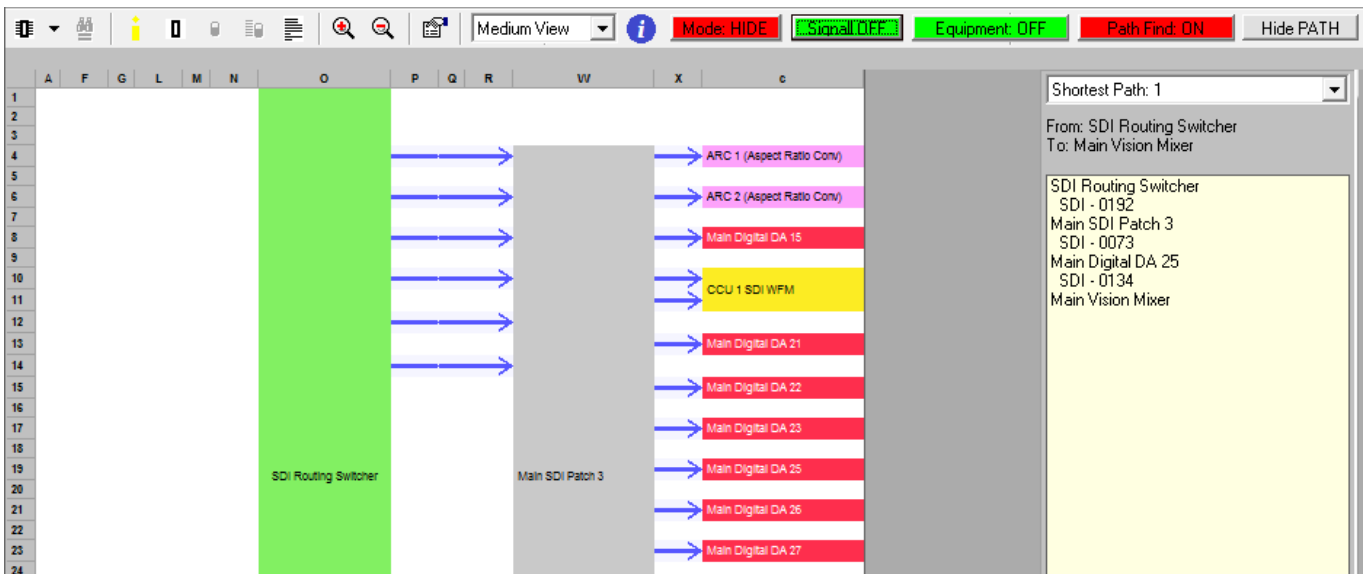 Medium View
Mode: HIDE
Signall OFF
Equipment: OFF
Path Find: ON
Hide PATH
A F G L M N O P Q R W X c
1
2
3
4
5
6
7
8
9
10
11
12
13
14
15
16
17
18
19
20
21
22
23
24
SDI Routing Switcher
Main SDI Patch 3
ARC 1 (Aspect Ratio Conv)
ARC 2 (Aspect Ratio Conv)
Main Digital DA 15
CCU 1 SDI WFM
Main Digital DA 21
Main Digital DA 22
Main Digital DA 23
Main Digital DA 25
Main Digital DA 26
Main Digital DA 27
Shortest Path: 1
From: SDI Routing Switcher
To: Main Vision Mixer
SDI Routing Switcher
SDI - 0192
Main SDI Patch 3
SDI - 0073
Main Digital DA 25
SDI - 0134
Main Vision Mixer